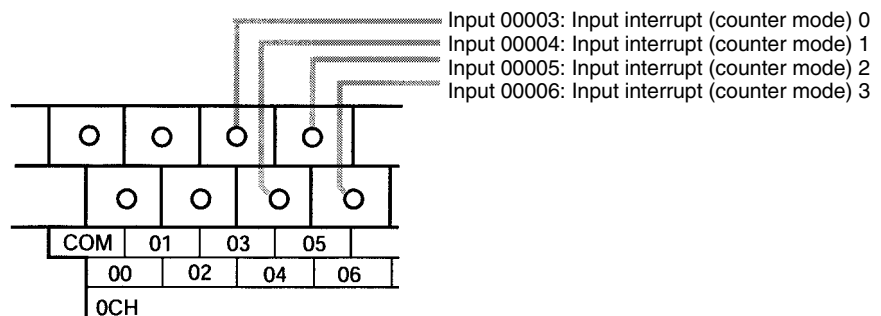 Input 00003: Input interrupt (counter mode) 0
Input 00004: Input interrupt (counter mode) 1
Input 00005: Input interrupt (counter mode) 2
Input 00006: Input interrupt (counter mode) 3
COM 01 03 05
00 02 04 06
0CH